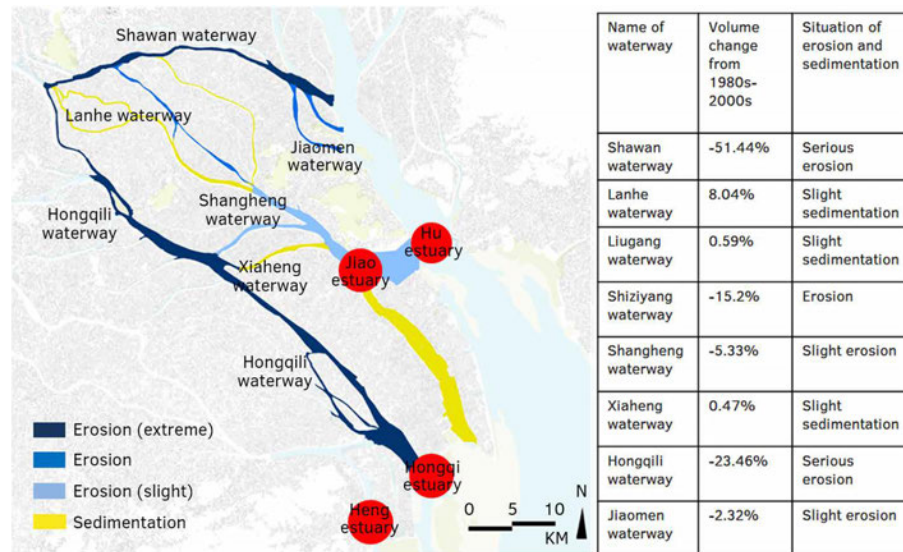 Shawan waterway
Lanhe waterway
Jiaomen
waterway
Shangheng
waterway
Hongqili
waterway
Hu
estuary
Jiao
estuary
Xiaheng
waterway
Hongqili
waterway
Erosion (extreme)
Erosion
Erosion (slight)
Sedimentation
Hongqi
estuary
Heng
estuary
0 5 10
KM
N
Name of
waterway
Volume
change
from
1980s-
2000s
Situation of
erosion and
sedimentation
Shawan
waterway
-51.44%
Serious
erosion
Lanhe
waterway
8.04%
Slight
sedimentation
Liugang
waterway
0.59%
Slight
sedimentation
Shiziyang
waterway
-15.2%
Erosion
Shangheng
waterway
-5.33%
Slight erosion
Xiaheng
waterway
0.47%
Slight
sedimentation
Hongqili
waterway
-23.46%
Serious
erosion
Jiaomen
waterway
-2.32%
Slight erosion